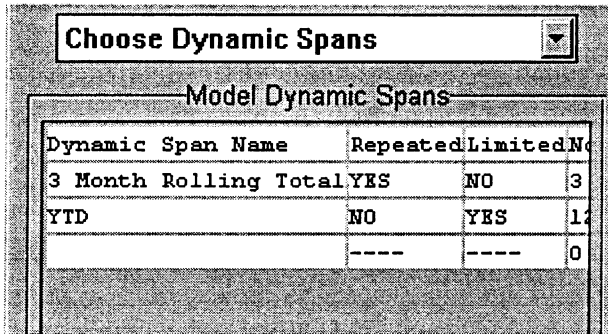 Choose Dynamic Spans
Model Dynamic Spans
Dynamic Span Name Repeated Limited
3 Month Rolling Total YES NO 3
YTD NO YES
---- ---- 0